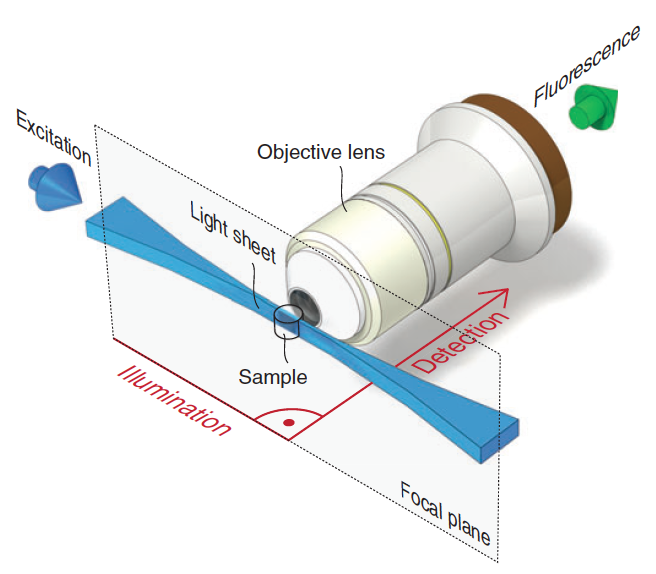 Fluorescence
Excitation
Objective lens
Light sheet
Detection
Sample
Illumination
Focal plane